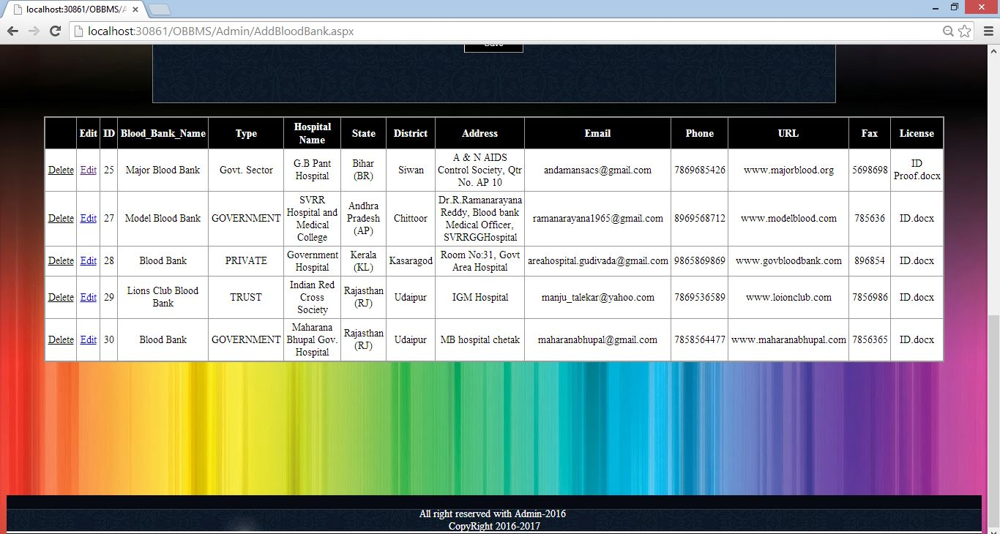 localhost:30861/OBBMS/A
localhost:30861/OBBMS/Admin/AddBloodBank.aspx
Save
Edit ID Blood_Bank_Name Type Hospital Name State District Address Email Phone URL Fax License
Delete Edit 25 Major Blood Bank Govt. Sector G.B Pant Hospital Bihar (BR) Siwan A & N AIDS Control Society, Qtr No. AP 10 andamansacs@gmail.com 7869685426 www.majorblood.org 5698698 ID Proof.docx
Delete Edit 27 Model Blood Bank GOVERNMENT SVRR Hospital and Medical College Andhra Pradesh (AP) Chittoor Dr.R.Ramanarayana Reddy, Blood bank Medical Officer, SVRRGGHospital ramanarayana1965@gmail.com 8969568712 www.modelblood.com 785636 ID.docx
Delete Edit 28 Blood Bank PRIVATE Government Hospital Kerala (KL) Kasaragod Room No:31, Govt Area Hospital areahospital.gudivada@gmail.com 9865869869 www.govbloodbank.com 896854 ID.docx
Delete Edit 29 Lions Club Blood Bank TRUST Indian Red Cross Society Rajasthan (RJ) Udaipur IGM Hospital manju_talekar@yahoo.com 7869536589 www.loionclub.com 7856986 ID.docx
Delete Edit 30 Blood Bank GOVERNMENT Maharana Bhupal Gov. Hospital Rajasthan (RJ) Udaipur MB hospital chetak maharanabhupal@gmail.com 7858564477 www.maharanabhupal.com 7856365 ID.docx
All right reserved with Admin-2016
CopyRight 2016-2017